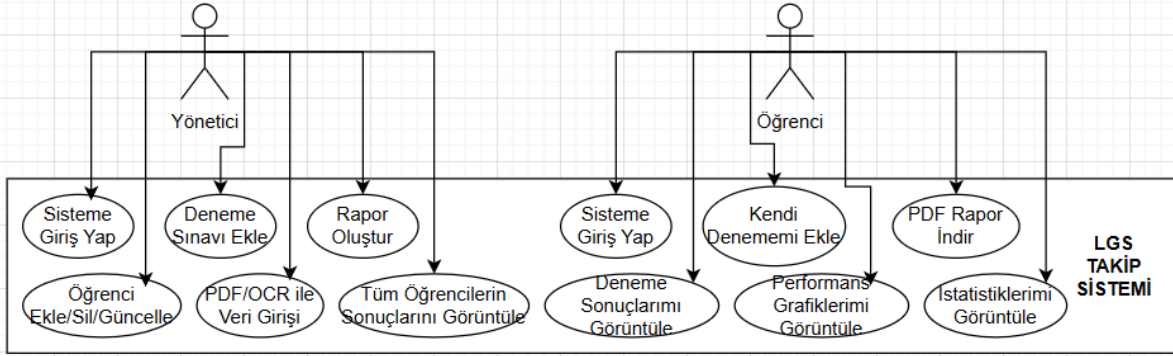 Yönetici
Öğrenci
Sisteme
Giriş Yap
Deneme
Sınavı Ekle
Rapor
Oluştur
Sisteme
Giriş Yap
Kendi
Denememi Ekle
PDF Rapor
İndir
LGS
TAKİP
SİSTEMİ
Öğrenci
Ekle/Sil/Güncelle
PDF/OCR ile
Veri Girişi
Tüm Öğrencilerin
Sonuçlarını Görüntüle
Deneme
Sonuçlarımı
Görüntüle
Performans
Grafiklerimi
Görüntüle
İstatistiklerimi
Görüntüle